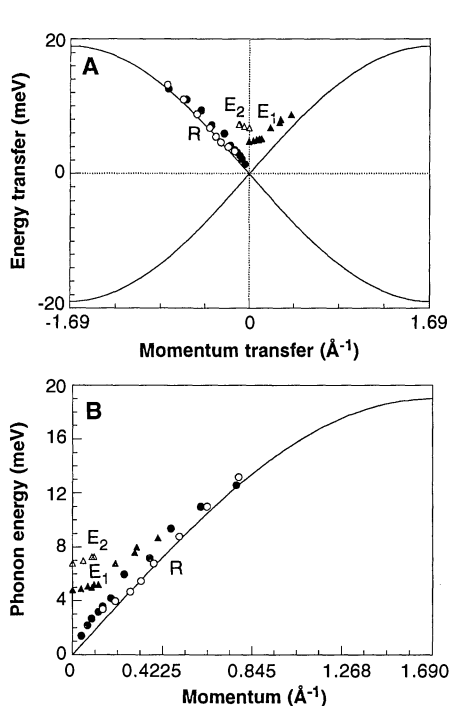 20
A
E2 E1
R
Energy transfer (meV)
0
-20
-1.69 0 1.69
Momentum transfer (Å-1)
20
B
16
Phonon energy (meV)
12
8
E2
E1
R
4
0
0 0.4225 0.845 1.268 1.690
Momentum (Å-1)